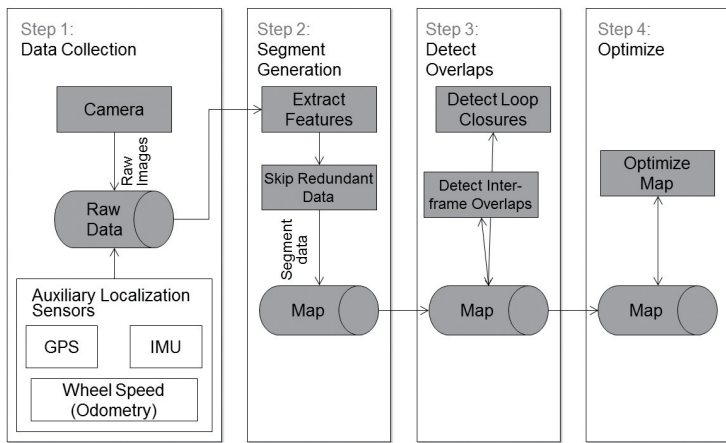 Step 1:
Data Collection
Camera
Raw
Images
Raw
Data
Auxiliary Localization
Sensors
GPS
IMU
Wheel Speed
(Odometry)
Step 2:
Segment
Generation
Extract
Features
Skip Redundant
Data
Segment
data
Map
Step 3:
Detect
Overlaps
Detect Loop
Closures
Detect Inter-
frame Overlaps
Map
Step 4:
Optimize
Optimize
Map
Map